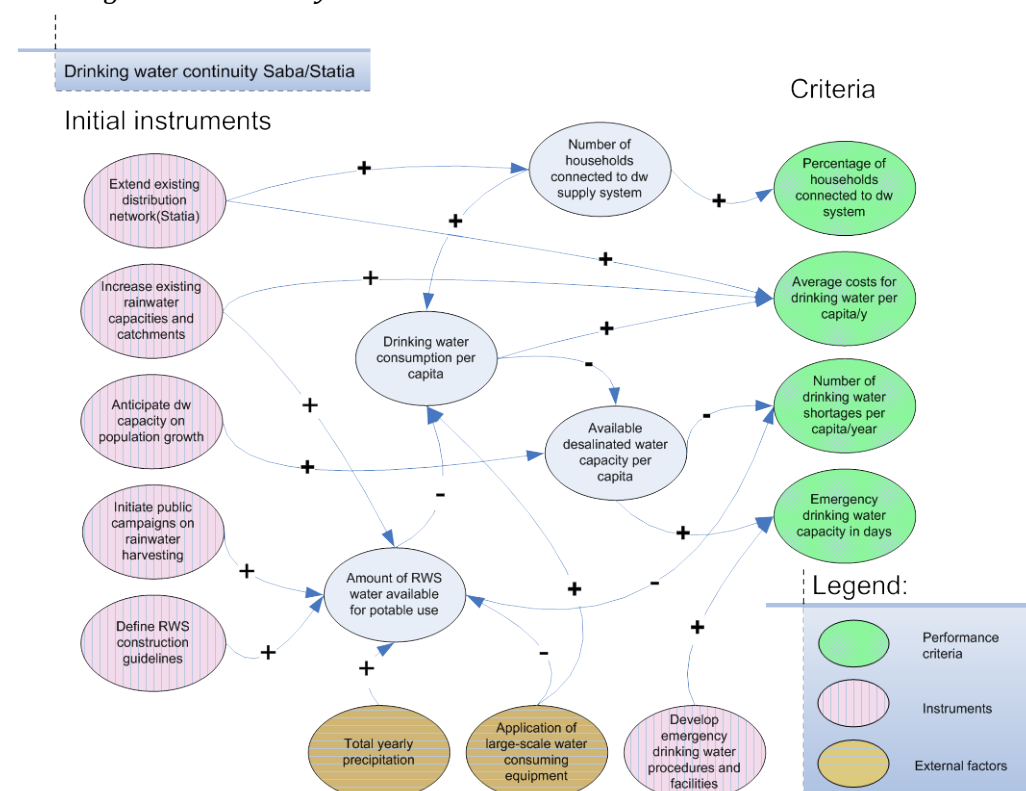 Drinking water continuity Saba/Statia
Criteria
Initial instruments
Number of
households
connected to dw
supply system
Percentage of
households
connected to dw
system
Extend existing
distribution
network(Statia)
+
+
+
+
Increase existing
rainwater
capacities and
catchments
+
Average costs for
drinking water per
capita/y
Drinking water
consumption per
capita
+
-
Number of
drinking water
shortages per
capita/year
Anticipate dw
capacity on
population growth
+
+
Available
desalinated water
capacity per
capita
-
Initiate public
campaigns on
rainwater
harvesting
-
+
Emergency
drinking water
capacity in days
+
Amount of RWS
water available
for potable use
+
-
Define RWS
construction
guidelines
+
+
-
+
Total yearly
precipitation
Application of
large-scale water
consuming
equipment
Develop
emergency
drinking water
procedures and
facilities
Legend:
Performance
criteria
Instruments
External factors